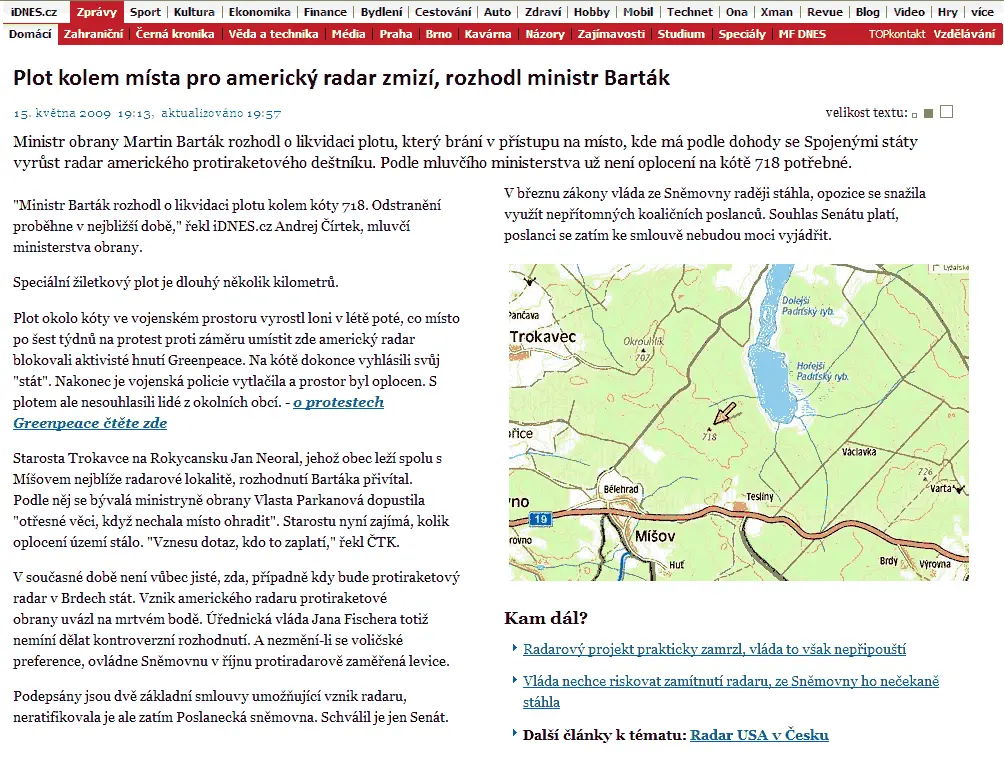 iDNES.cz Zprávy Sport Kultura Ekonomika Finance Bydlení Cestování Auto Zdraví Hobby Mobil Technet Ona Xman Revue Blog Video Hry více
Domácí Zahraniční Černá kronika Věda a technika Média Praha Brno Kavárna Názory Zajímavosti Studium Speciály MF DNES TOPkontakt Vzdělávání
Plot kolem místa pro americký radar zmizí, rozhodl ministr Barták
15. května 2009 19:13, aktualizováno 19:57
velikost textu:
Ministr obrany Martin Barták rozhodl o likvidaci plotu, který brání v přístupu na místo, kde má podle dohody se Spojenými státy
vyrůst radar amerického protiraketového deštníku. Podle mluvčího ministerstva už není oplocení na kótě 718 potřebné.
"Ministr Barták rozhodl o likvidaci plotu kolem kóty 718. Odstranění
proběhne v nejbližší době," řekl iDNES.cz Andrej Čírtek, mluvčí
ministerstva obrany.
Speciální žiletkový plot je dlouhý několik kilometrů.
Plot okolo kóty ve vojenském prostoru vyrostl loni v létě poté, co místo
po šest týdnů na protest proti záměru umístit zde americký radar
blokovali aktivisté hnutí Greenpeace. Na kótě dokonce vyhlásili svůj
"stát". Nakonec je vojenská policie vytlačila a prostor byl oplocen. S
plotem ale nesouhlasili lidé z okolních obcí. - o protestech
Greenpeace čtěte zde
Starosta Trokavce na Rokycansku Jan Neoral, jehož obec leží spolu s
Míšovem nejblíže radarové lokalitě, rozhodnutí Bartáka přivítal.
Podle něj se bývalá ministryně obrany Vlasta Parkanová dopustila
"otřesné věci, když nechala místo ohradit". Starostu nyní zajímá, kolik
oplocení území stálo. "Vznesu dotaz, kdo to zaplatí," řekl ČTK.
V současné době není vůbec jisté, zda, případně kdy bude protiraketový
radar v Brdech stát. Vznik amerického radaru protiraketové
obrany uvázl na mrtvém bodě. Úřednická vláda Jana Fischera totiž
nemíní dělat kontroverzní rozhodnutí. A nezmění-li se voličské
preference, ovládne Sněmovnu v říjnu protiradarově zaměřená levice.
Podepsány jsou dvě základní smlouvy umožňující vznik radaru,
neratifikovala je ale zatím Poslanecká sněmovna. Schválil je jen Senát.
V březnu zákony vláda ze Sněmovny raději stáhla, opozice se snažila
využít nepřítomných koaličních poslanců. Souhlas Senátu platí,
poslanci se zatím ke smlouvě nebudou moci vyjádřit.
Lyžařské
Dolejší
Padrťský ryb.
Pančava
Trokavec
Okrouhlík
707
Hořejší
Padrťský ryb.
718
ořice
Václavka
726
Bělehrad
Varta
Teslíny
no
19
Míšov
rovno
Huť
Brdy
Výrovna
Kam dál?
Radarový projekt prakticky zamrzl, vláda to však nepřipouští
Vláda nechce riskovat zamítnutí radaru, ze Sněmovny ho nečekaně
stáhla
Další články k tématu: Radar USA v Česku